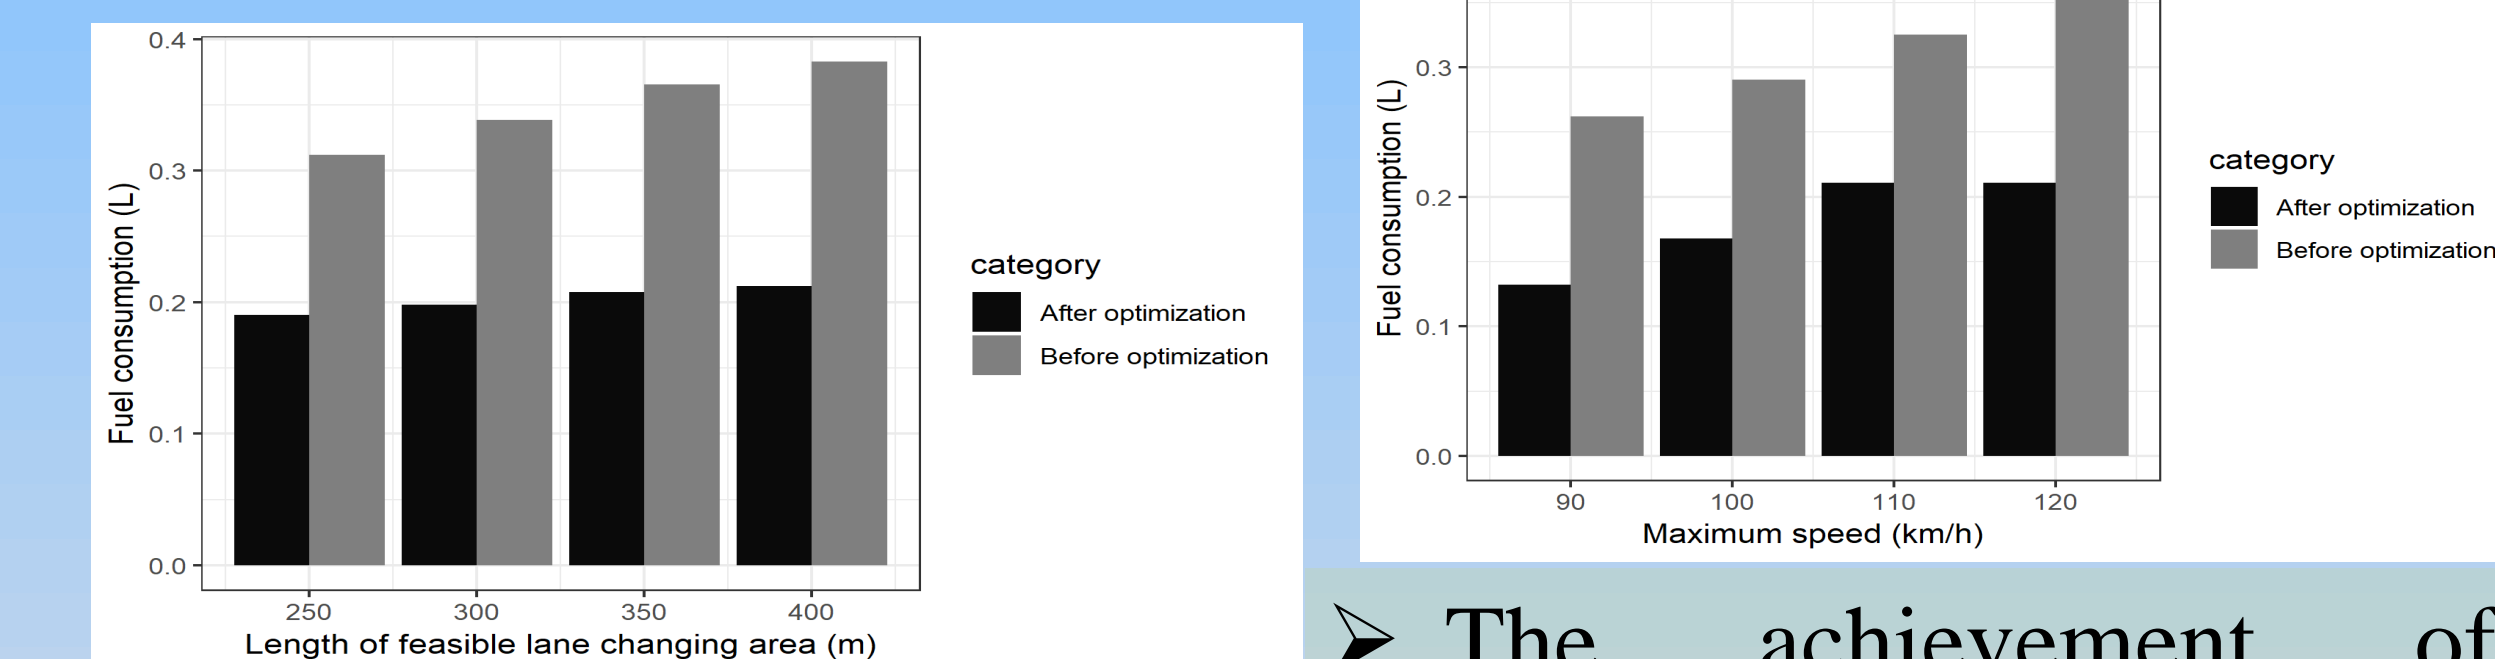 0.4
0.3
0.2
0.1
0.0
Fuel consumption (L)
250 300 350 400
Length of feasible lane changing area (m)
category
After optimization
Before optimization
0.3
0.2
0.1
0.0
Fuel consumption (L)
90 100 110 120
Maximum speed (km/h)
category
After optimization
Before optimization
The achievement of